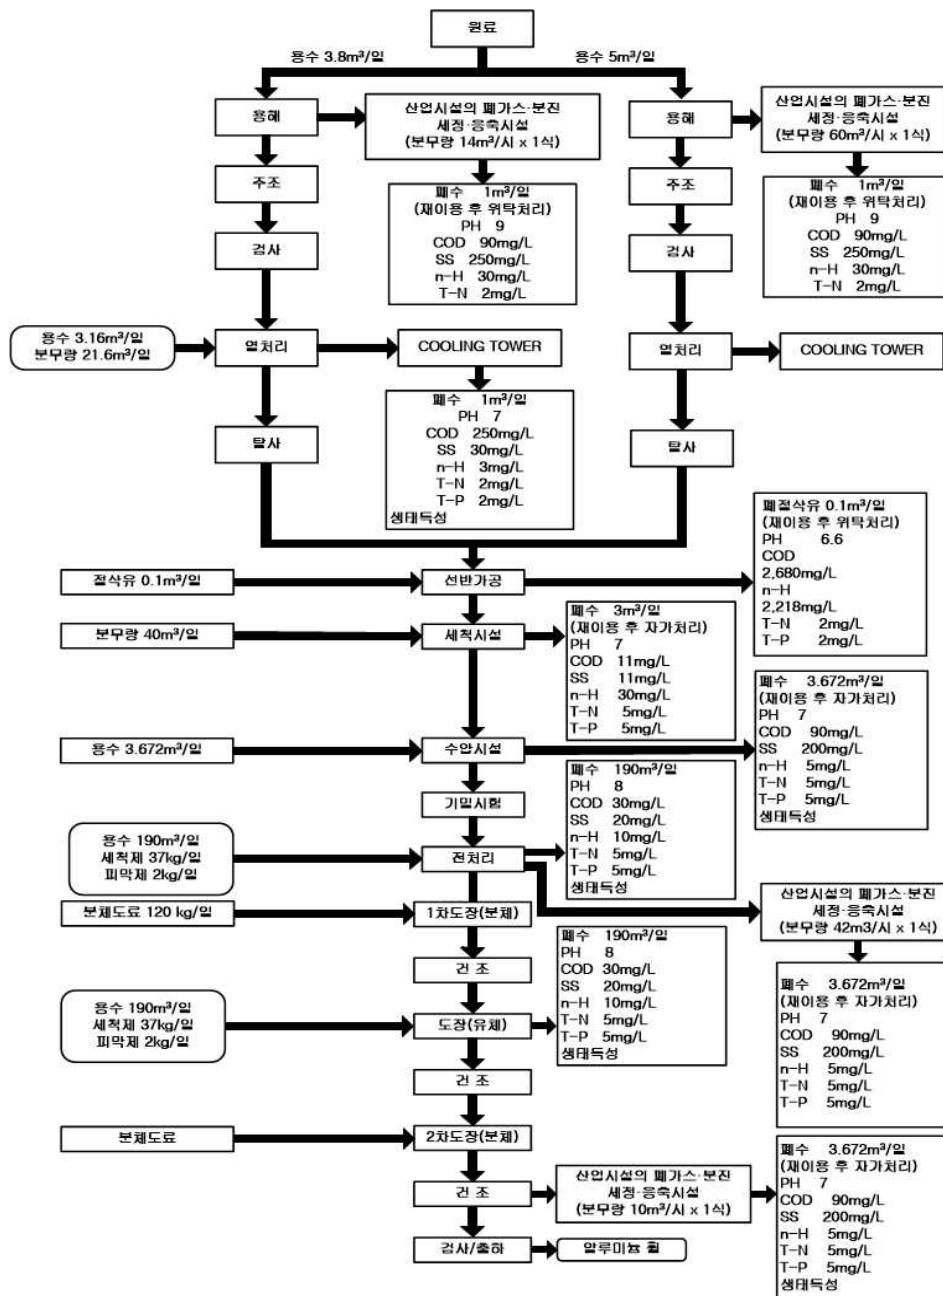 원료
용수 3.8m³/일
용수 5m³/일
용해
산업시설의 폐가스·분진
세정·응축시설
(분무량 14m³/시 x 1식)
용해
산업시설의 폐가스·분진
세정·응축시설
(분무량 60m³/시 x 1식)
주조
폐수 1m³/일
(재이용 후 위탁처리)
PH 9
COD 90mg/L
SS 250mg/L
n-H 30mg/L
T-N 2mg/L
주조
폐수 1m³/일
(재이용 후 위탁처리)
PH 9
COD 90mg/L
SS 250mg/L
n-H 30mg/L
T-N 2mg/L
검사
검사
용수 3.16m³/일
분무량 21.6m³/일
열처리
COOLING TOWER
열처리
COOLING TOWER
폐수 1m³/일
PH 7
COD 250mg/L
SS 30mg/L
n-H 3mg/L
T-N 2mg/L
T-P 2mg/L
생태독성
탈사
탈사
절삭유 0.1m³/일
선반가공
폐절삭유 0.1m³/일
(재이용 후 위탁처리)
PH 6.6
COD
2,680mg/L
n-H
2,218mg/L
T-N 2mg/L
T-P 2mg/L
분무량 40m³/일
세척시설
폐수 3m³/일
(재이용 후 자가처리)
PH 7
COD 11mg/L
SS 11mg/L
n-H 30mg/L
T-N 5mg/L
T-P 5mg/L
용수 3.672m³/일
수압시설
폐수 3.672m³/일
(재이용 후 자가처리)
PH 7
COD 90mg/L
SS 200mg/L
n-H 5mg/L
T-N 5mg/L
T-P 5mg/L
생태독성
기밀시험
용수 190m³/일
세척제 37kg/일
피막제 2kg/일
전처리
폐수 190m³/일
PH 8
COD 30mg/L
SS 20mg/L
n-H 10mg/L
T-N 5mg/L
T-P 5mg/L
생태독성
분체도료 120 kg/일
1차도장(분체)
산업시설의 폐가스·분진
세정·응축시설
(분무량 42m3/시 x 1식)
건 조
용수 190m³/일
세척제 37kg/일
피막제 2kg/일
도장(유체)
폐수 190m³/일
PH 8
COD 30mg/L
SS 20mg/L
n-H 10mg/L
T-N 5mg/L
T-P 5mg/L
생태독성
폐수 3.672m³/일
(재이용 후 자가처리)
PH 7
COD 90mg/L
SS 200mg/L
n-H 5mg/L
T-N 5mg/L
T-P 5mg/L
건 조
분체도료
2차도장(분체)
건 조
산업시설의 폐가스·분진
세정·응축시설
(분무량 10m³/시 x 1식)
폐수 3.672m³/일
(재이용 후 자가처리)
PH 7
COD 90mg/L
SS 200mg/L
n-H 5mg/L
T-N 5mg/L
T-P 5mg/L
생태독성
검사/출하
알루미늄 휠